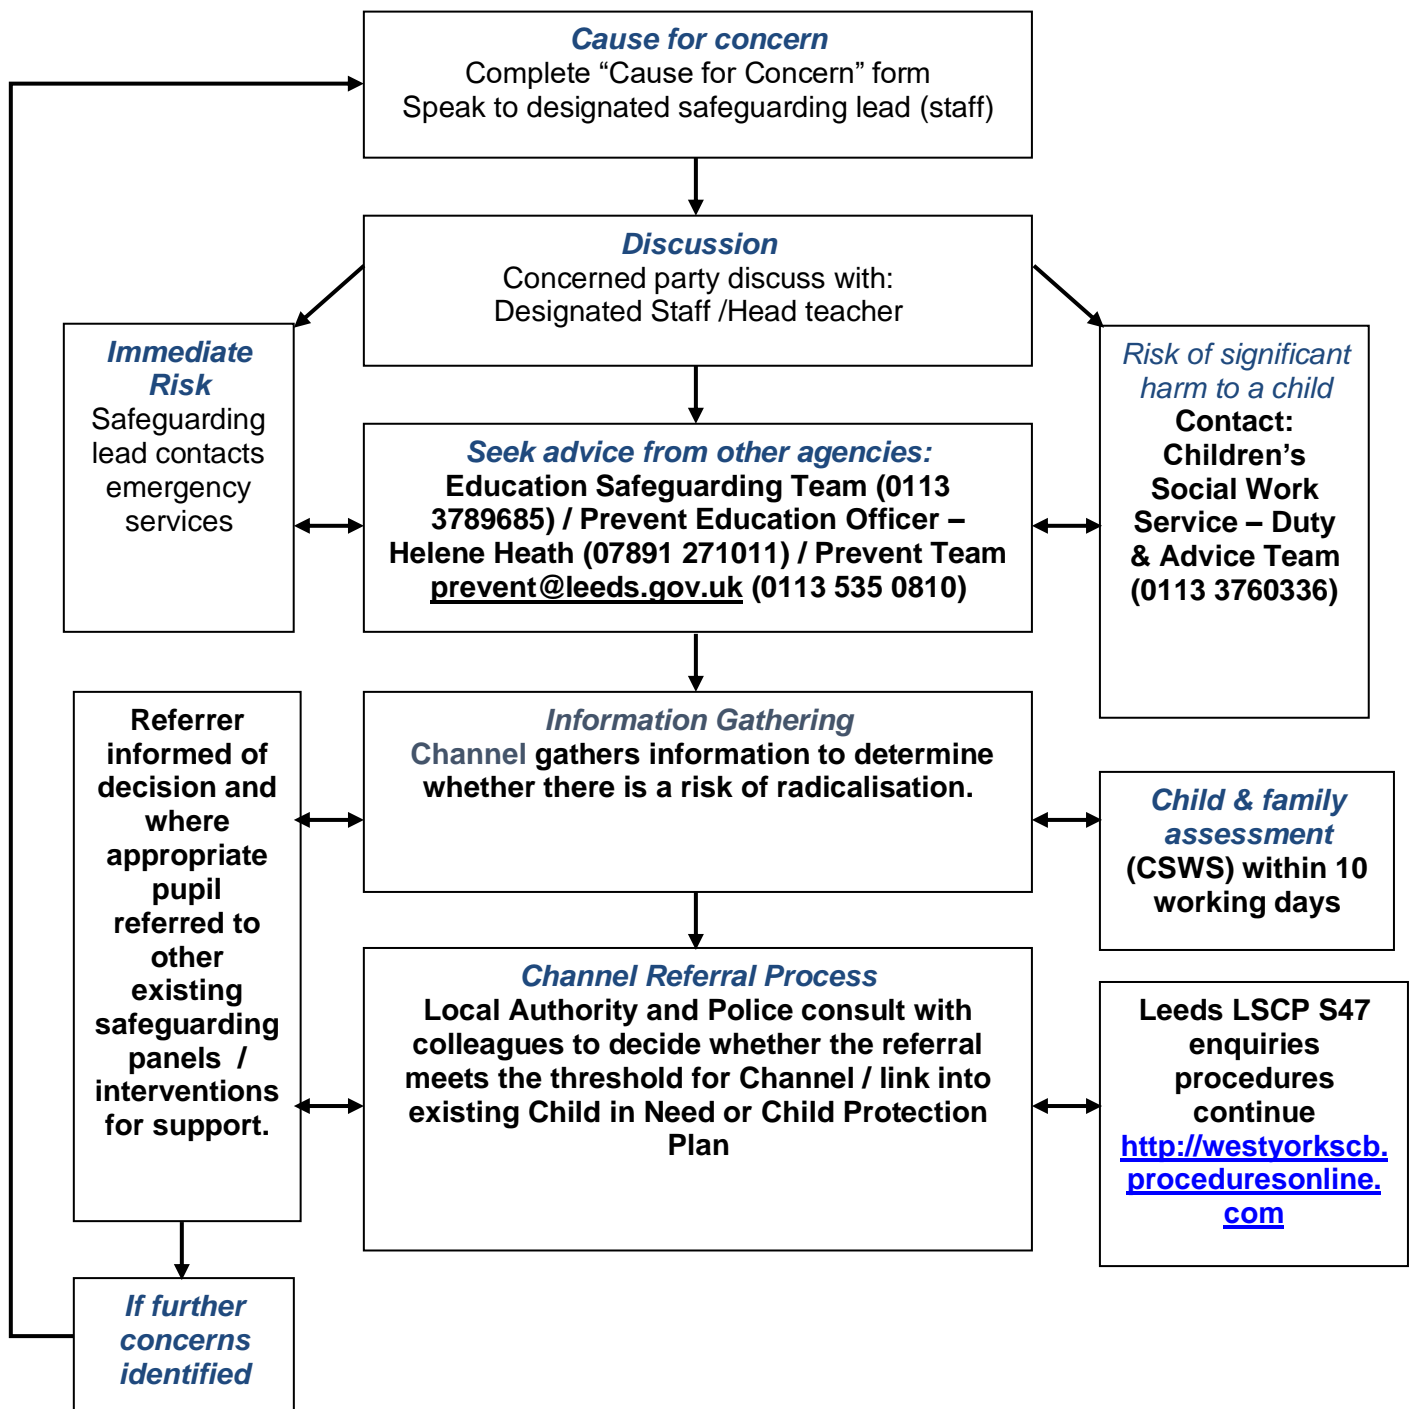 Cause for concern
Complete “Cause for Concern” form
Speak to designated safeguarding lead (staff)
Discussion
Concerned party discuss with:
Designated Staff /Head teacher
Immediate
Risk
Safeguarding
lead contacts
emergency
services
Risk of significant
harm to a child
Contact:
Children’s
Social Work
Service – Duty
& Advice Team
(0113 3760336)
Seek advice from other agencies:
Education Safeguarding Team (0113
3789685) / Prevent Education Officer –
Helene Heath (07891 271011) / Prevent Team
prevent@leeds.gov.uk (0113 535 0810)
Referrer
informed of
decision and
where
appropriate
pupil
referred to
other
existing
safeguarding
panels /
interventions
for support.
Information Gathering
Channel gathers information to determine
whether there is a risk of radicalisation.
Child & family
assessment
(CSWS) within 10
working days
Channel Referral Process
Local Authority and Police consult with
colleagues to decide whether the referral
meets the threshold for Channel / link into
existing Child in Need or Child Protection
Plan
Leeds LSCP S47
enquiries
procedures
continue
http://westyorkscb.
proceduresonline.
com
If further
concerns
identified